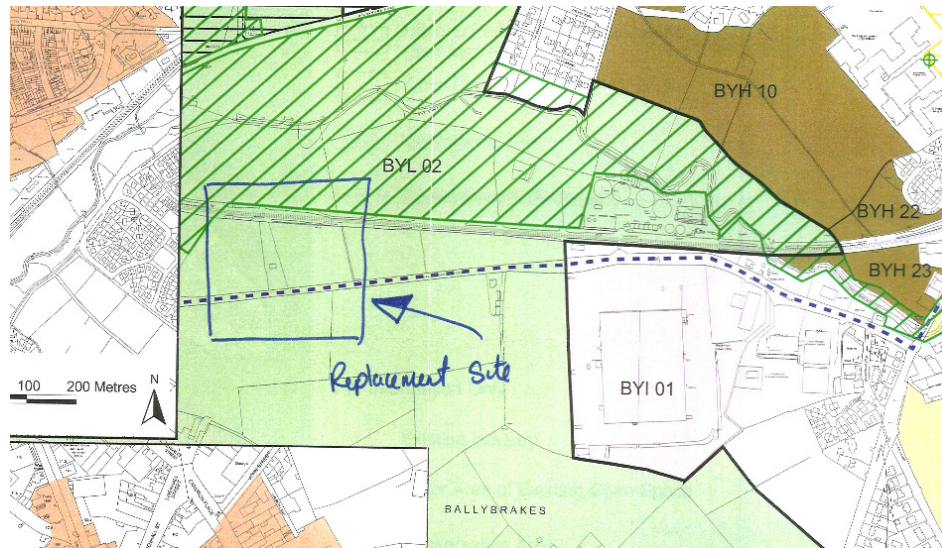 BYH 10
BYL 02
BYH 22
BYH 23
Replacement Site
100 200 Metres N
BYI 01
BALLYBRAKES